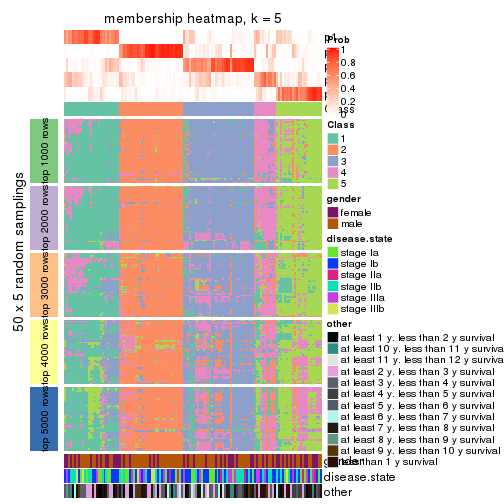 membership heatmap, k = 5
Prob
1
0.8
0.6
0.4
0.2
0
Class
1
2
3
4
5
gender
female
male
disease.state
stage Ia
stage Ib
stage IIa
stage IIb
stage IIIa
stage IIIb
other
at least 1 y. less than 2 y survival
at least 10 y. less than 11 y surviva
at least 11 y. less than 12 y surviva
at least 2 y. less than 3 y survival
at least 3 y. less than 4 y survival
at least 4 y. less than 5 y survival
at least 5 y. less than 6 y survival
at least 6 y. less than 7 y survival
at least 7 y. less than 8 y survival
at least 8 y. less than 9 y survival
at least 9 y. less than 10 y survival
less than 1 y survival
50 x 5 random samplings
top 1000 rows
top 2000 rows
top 3000 rows
top 4000 rows
top 5000 rows
disease.state
other